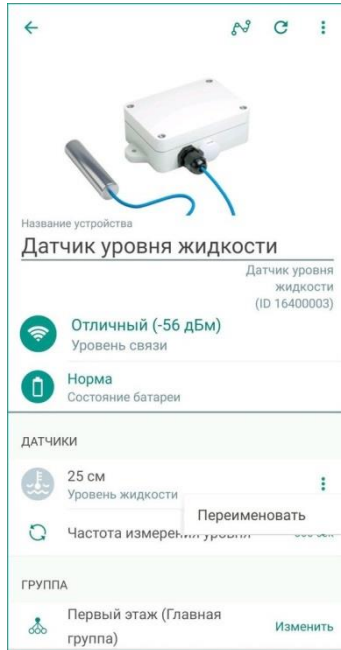 Название устройства
Датчик уровня жидкости
Датчик уровня
жидкости
(ID 16400003)
Отличный (-56 дБм)
Уровень связи
Норма
Состояние батареи
ДАТЧИКИ
25 см
Уровень жидкости
Переименовать
Частота измерения уровня
ГРУППА
Первый этаж (Главная
группа)
Изменить